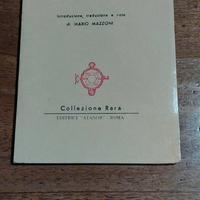 Introduzione, traduzione e note
di MARIO MAZZONI
Collezione Rara
EDITRICE "ATANOR" - ROMA